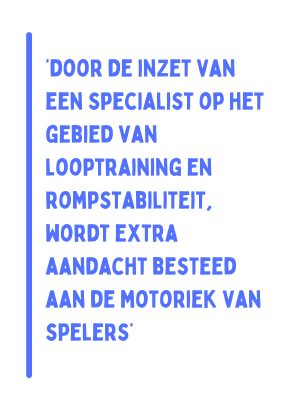 'DOOR DE INZET VAN
EEN SPECIALIST OP HET
GEBIED VAN
LOOPTRAINING EN
ROMPSTABILITEIT,
WORDT EXTRA
AANDACHT BESTEED
AAN DE MOTORIEK VAN
SPELERS'